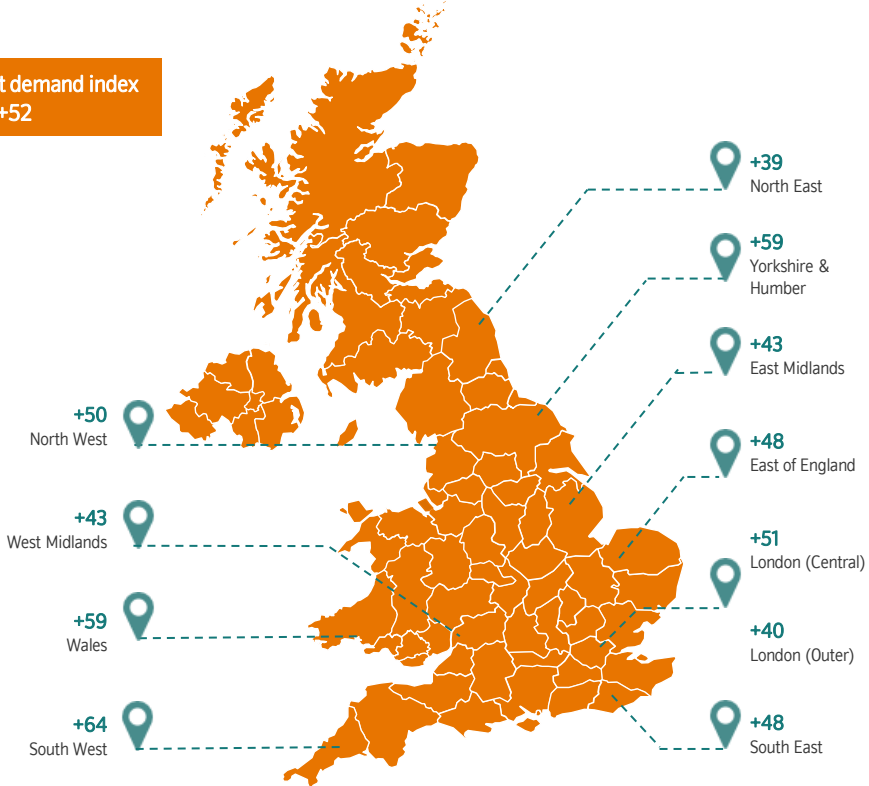 t demand index
+52
+39
North East
+59
Yorkshire &
Humber
+43
East Midlands
+50
North West
+48
East of England
+43
West Midlands
+51
London (Central)
+59
Wales
+40
London (Outer)
+64
South West
+48
South East